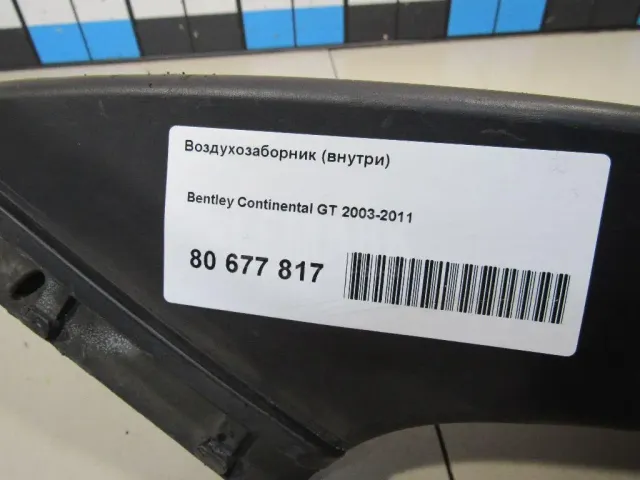 Воздухозаборник (внутри)
Bentley Continental GT 2003-2011
80 677 817